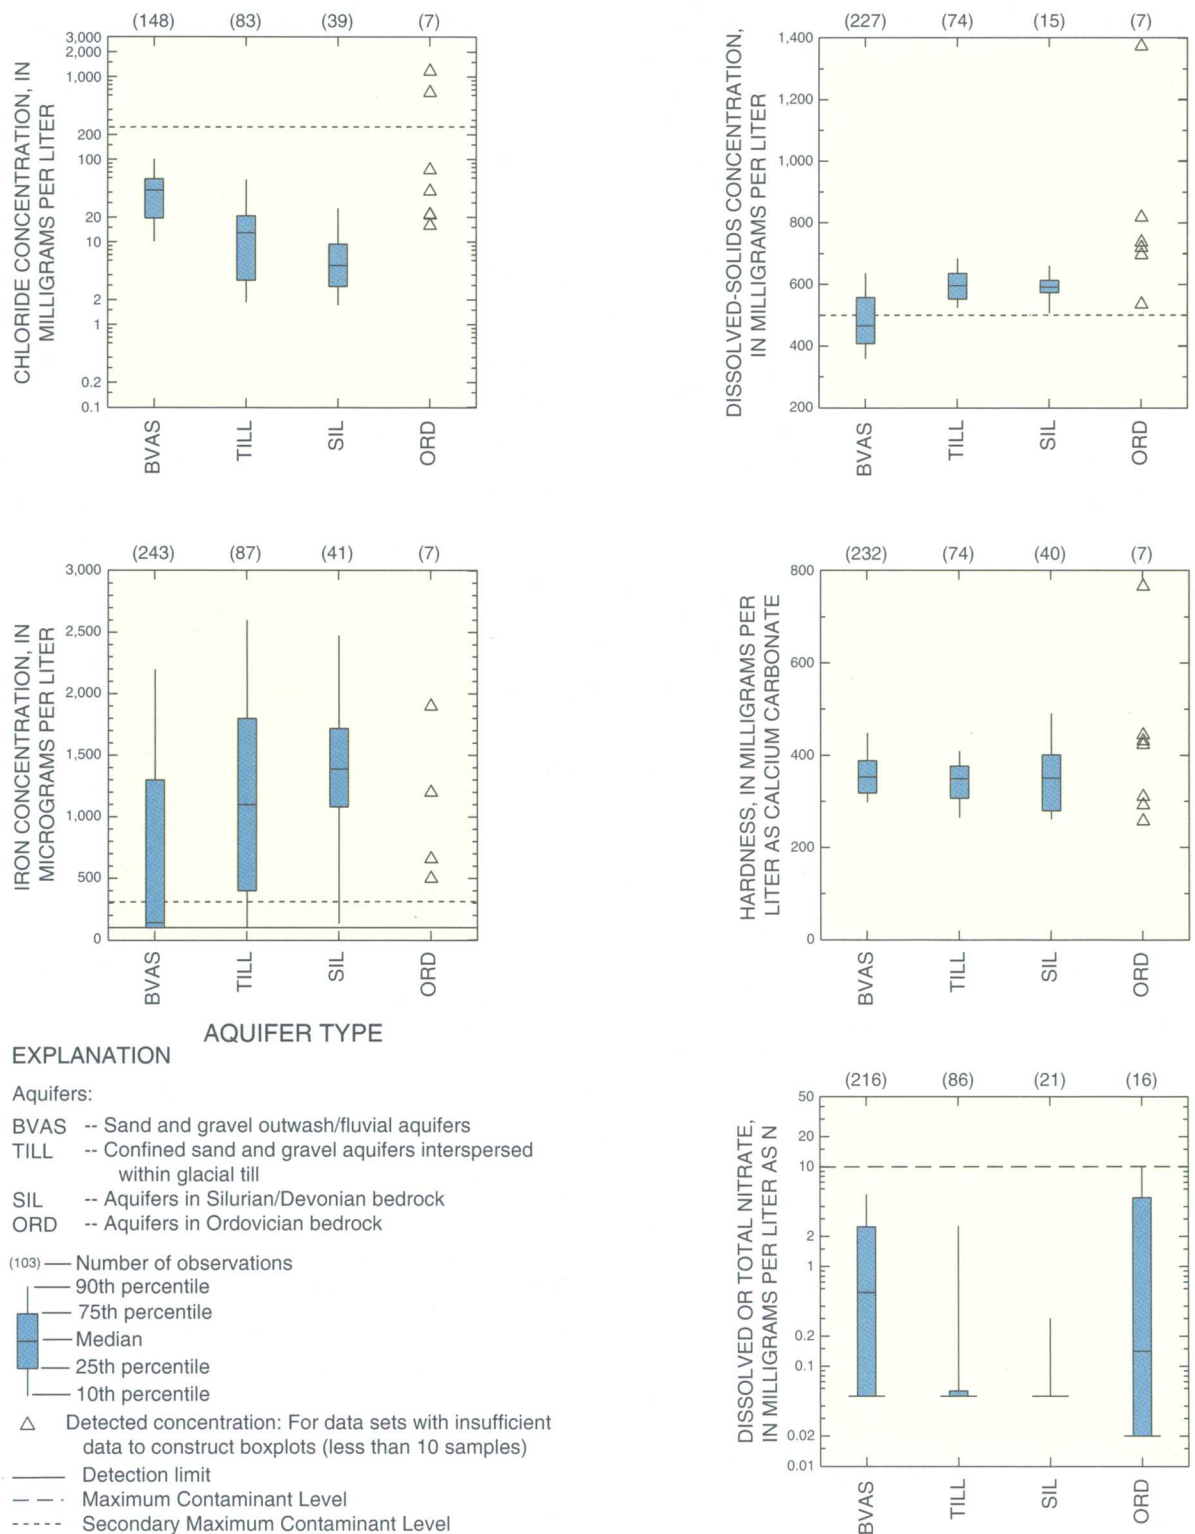 (148) (83) (39) (7)
CHLORIDE CONCENTRATION, IN
MILLIGRAMS PER LITER
3,000
2,000
1,000
200
100
20
10
2
1
0.2
0.1
BVAS TILL SIL ORD
(227) (74) (15) (7)
DISSOLVED-SOLIDS CONCENTRATION,
IN MILLIGRAMS PER LITER
1,400
1,200
1,000
800
600
400
200
BVAS TILL SIL ORD
(243) (87) (41) (7)
IRON CONCENTRATION, IN
MICROGRAMS PER LITER
3,000
2,500
2,000
1,500
1,000
500
0
BVAS TILL SIL ORD
(232) (74) (40) (7)
HARDNESS, IN MILLIGRAMS PER
LITER AS CALCIUM CARBONATE
800
600
400
200
0
BVAS TILL SIL ORD
AQUIFER TYPE
EXPLANATION
Aquifers:
BVAS -- Sand and gravel outwash/fluvial aquifers
TILL -- Confined sand and gravel aquifers interspersed
within glacial till
SIL -- Aquifers in Silurian/Devonian bedrock
ORD -- Aquifers in Ordovician bedrock
(103) Number of observations
90th percentile
75th percentile
Median
25th percentile
10th percentile
Detected concentration: For data sets with insufficient
data to construct boxplots (less than 10 samples)
Detection limit
Maximum Contaminant Level
Secondary Maximum Contaminant Level
(216) (86) (21) (16)
DISSOLVED OR TOTAL NITRATE,
IN MILLIGRAMS PER LITER AS N
50
20
10
2
1
0.2
0.1
0.02
0.01
BVAS TILL SIL ORD